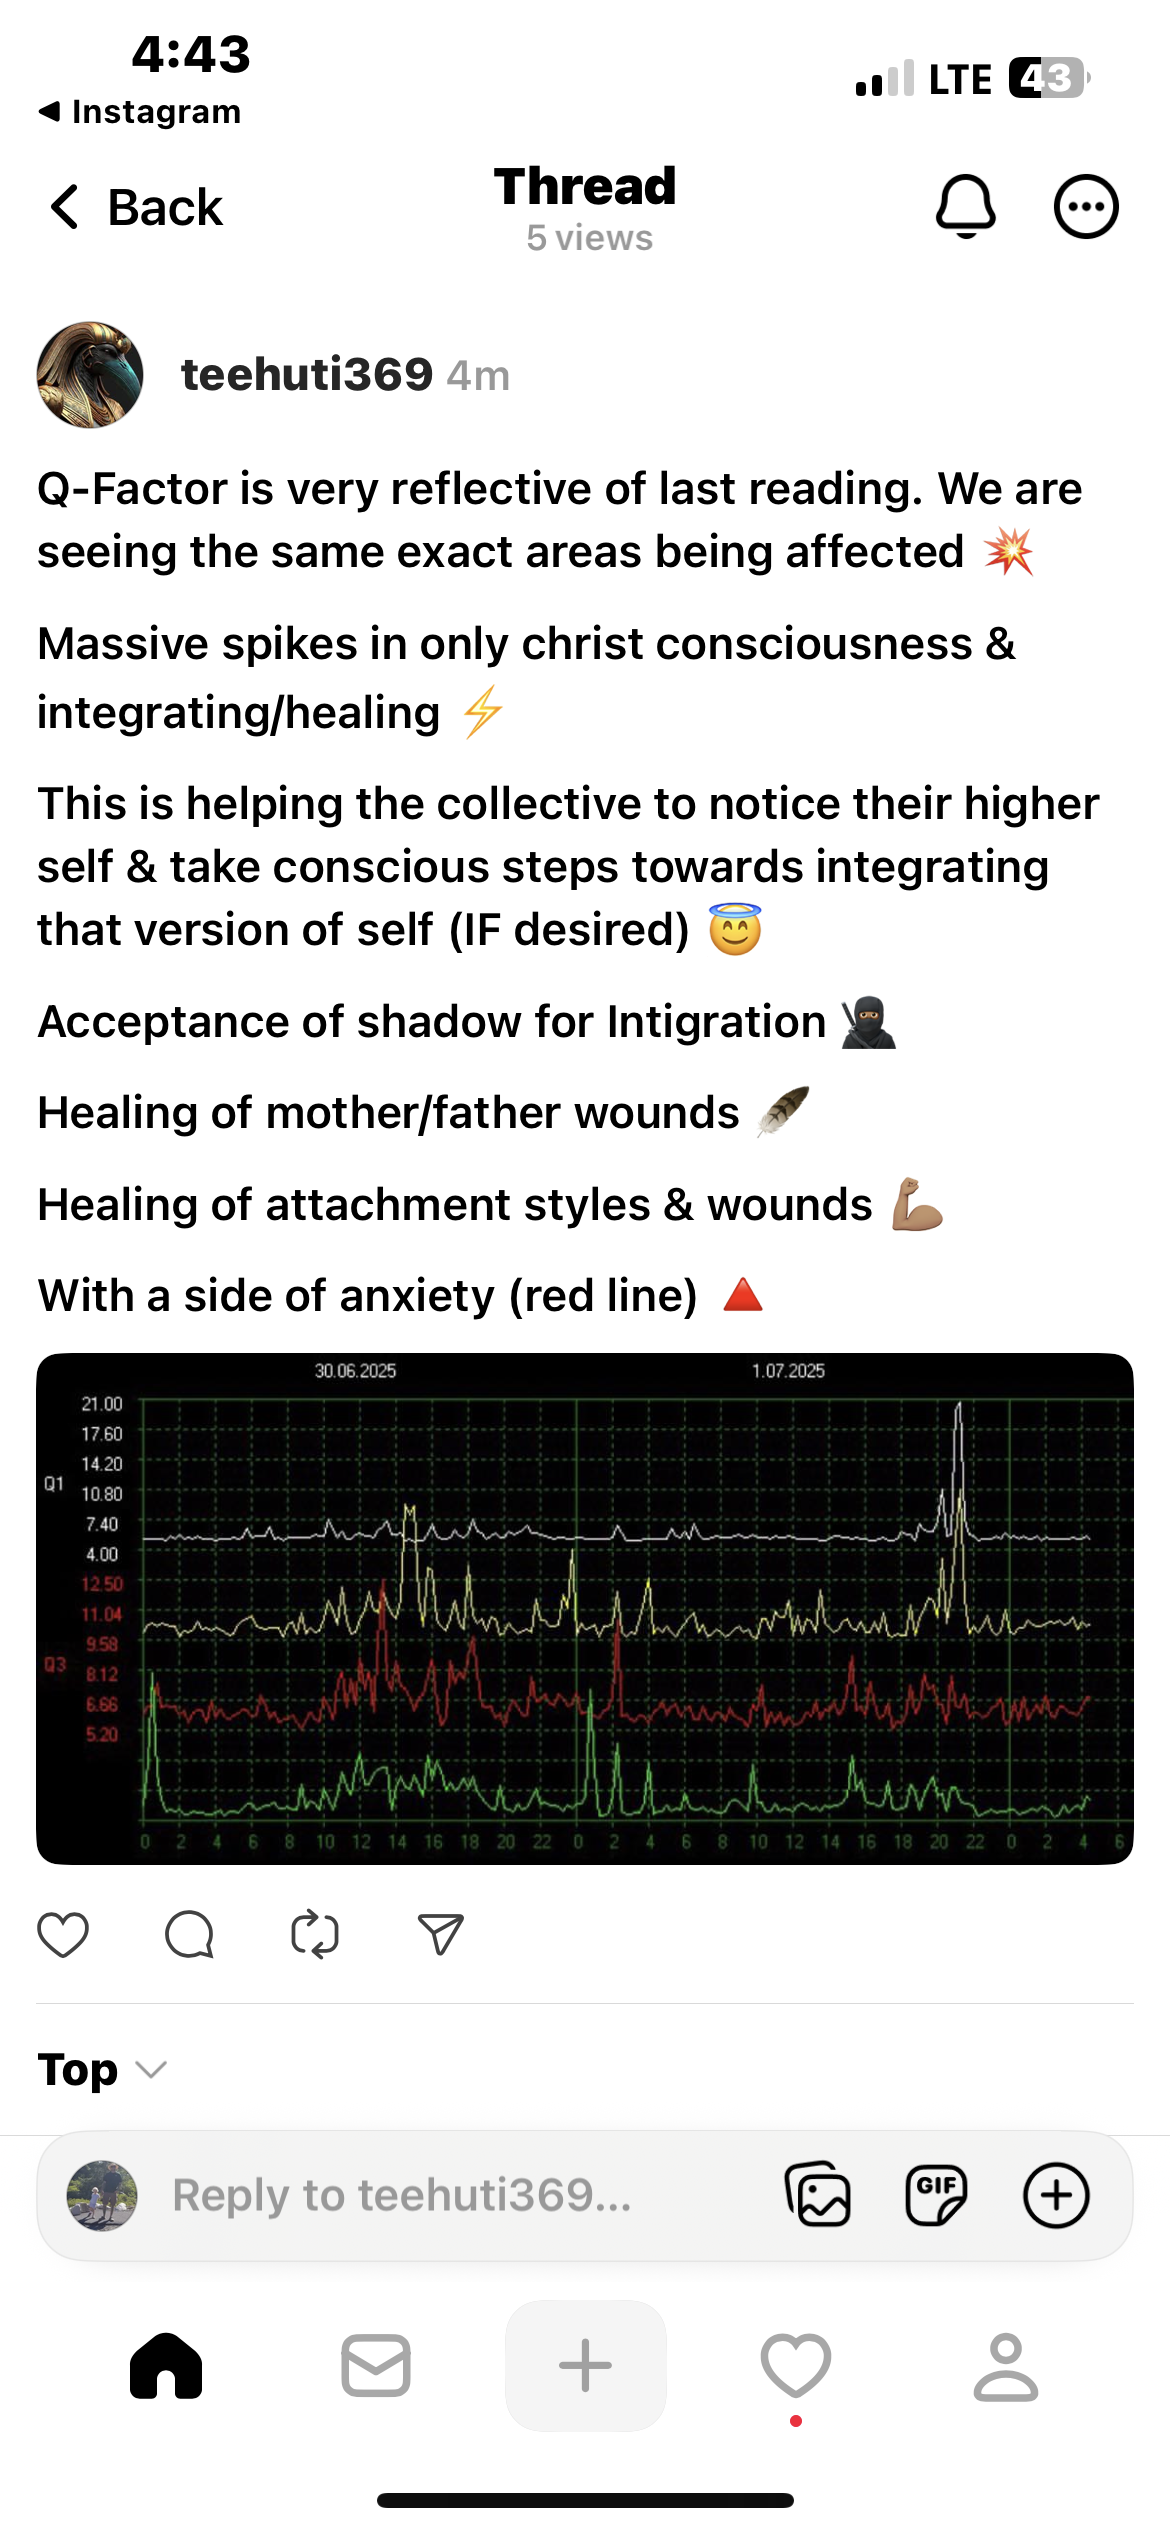 4:43
LTE 43
◀ Instagram
Back
Thread
5 views
teehuti369 4m
Q-Factor is very reflective of last reading. We are
seeing the same exact areas being affected 💥
Massive spikes in only christ consciousness &
integrating/healing ⚡
This is helping the collective to notice their higher
self & take conscious steps towards integrating
that version of self (IF desired) 😇
Acceptance of shadow for Intigration 🥷🏽
Healing of mother/father wounds 🪶
Healing of attachment styles & wounds 💪🏽
With a side of anxiety (red line) 🔺
30.06.2025 1.07.2025
21.00
17.60
14.20
Q1
10.80
7.40
4.00
12.50
11.04
9.58
Q3
8.12
6.66
5.20
0 2 4 6 8 10 12 14 16 18 20 22 0 2 4 6 8 10 12 14 16 18 20 22 0 2 4 6
Top
Reply to teehuti369...
GIF